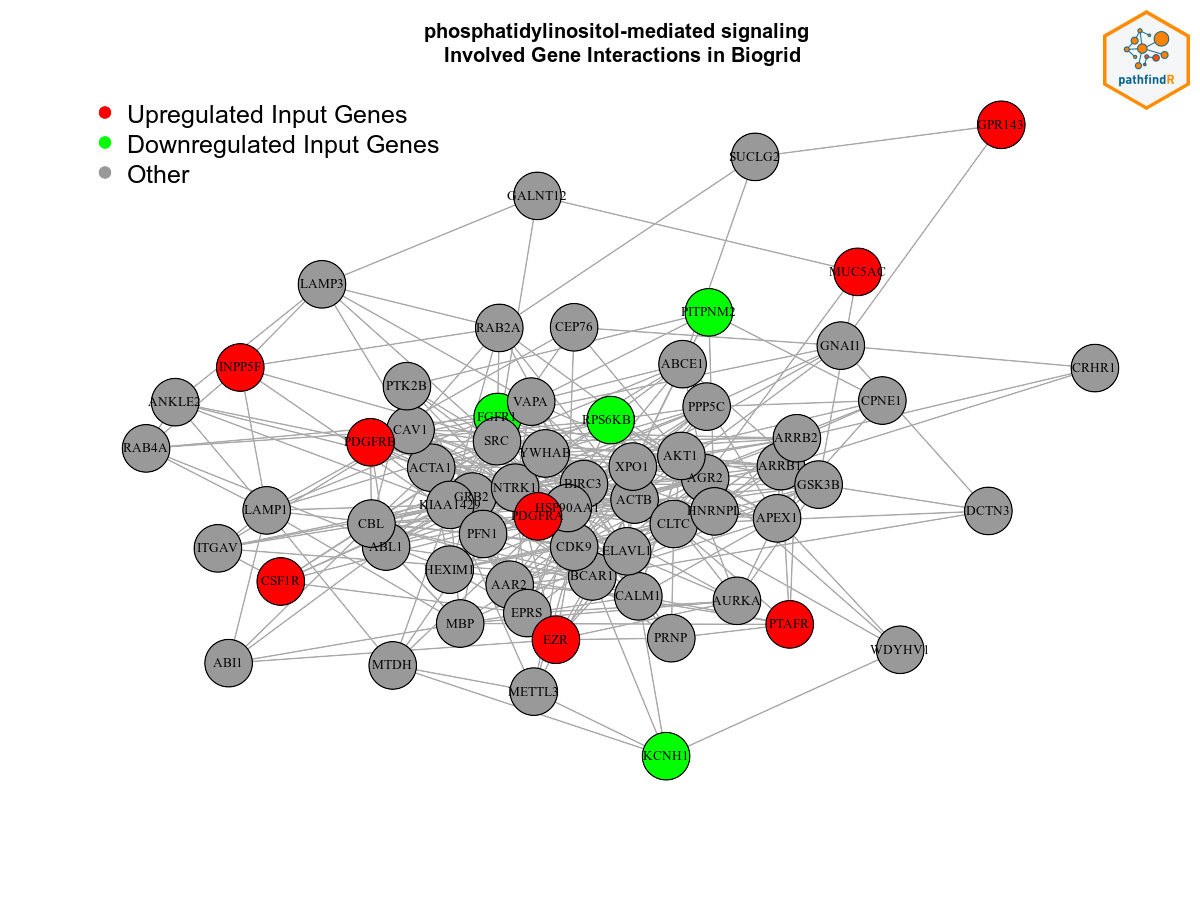 phosphatidylinositol-mediated signaling
Involved Gene Interactions in Biogrid
pathfindR
Upregulated Input Genes
Downregulated Input Genes
Other
GPR143
SUCLG2
GALNT12
MUC5AC
LAMP3
PITPNM2
RAB2A
CEP76
GNAI1
ABCE1
INPP5F
CRHR1
PTK2B
ANKLE2
VAPA
CPNE1
PPP5C
FGFR1
RPS6KB
CAV1
SRC
ARRB2
PDGFRB
RAB4A
YWHAB
AKT1
ACTA1
XPO1
ARRB1
AGR2
NTRK1
BIRC3
GSK3B
GRB2
ACTB
KIAA1429
HSP90AA1
LAMP1
DCTN3
HNRNPL
PDGFRA
CBL
CLTC
APEX1
PFN1
ITGAV
ABL1
CDK9
ELAVL1
HEXIM1
BCAR1
CSF1R
AAR2
CALM1
AURKA
EPRS
MBP
PTAFR
PRNP
EZR
WDYHV1
ABI1
MTDH
METTL3
KCNH1